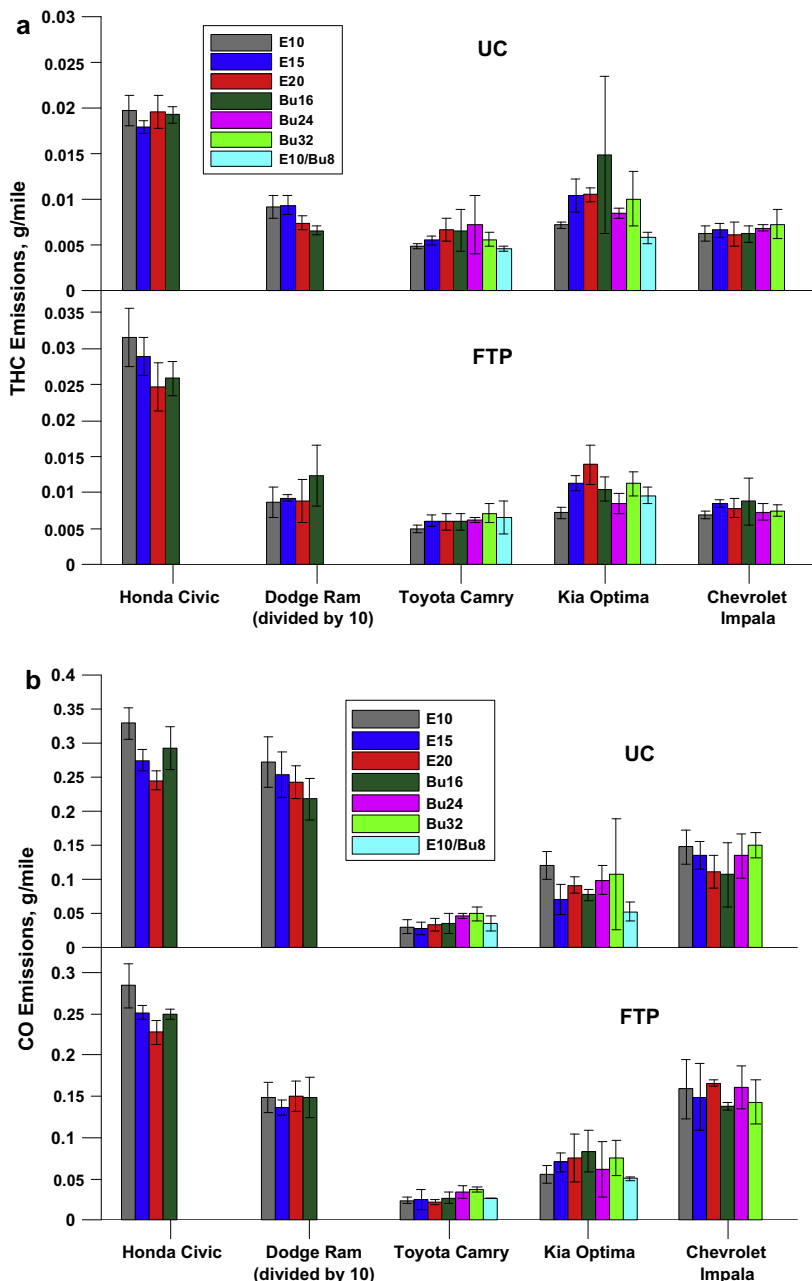 a
UC
E10
E15
E20
Bu16
Bu24
Bu32
E10/Bu8
0.03
0.025
0.02
0.015
0.01
0.005
0
THC Emissions, g/mile
FTP
0.035
0.03
0.025
0.02
0.015
0.01
0.005
0
Honda Civic
Dodge Ram
(divided by 10)
Toyota Camry
Kia Optima
Chevrolet
Impala
b
UC
E10
E15
E20
Bu16
Bu24
Bu32
E10/Bu8
0.4
0.35
0.3
0.25
0.2
0.15
0.1
0.05
0
CO Emissions, g/mile
FTP
0.3
0.25
0.2
0.15
0.1
0.05
0
Honda Civic
Dodge Ram
(divided by 10)
Toyota Camry
Kia Optima
Chevrolet
Impala